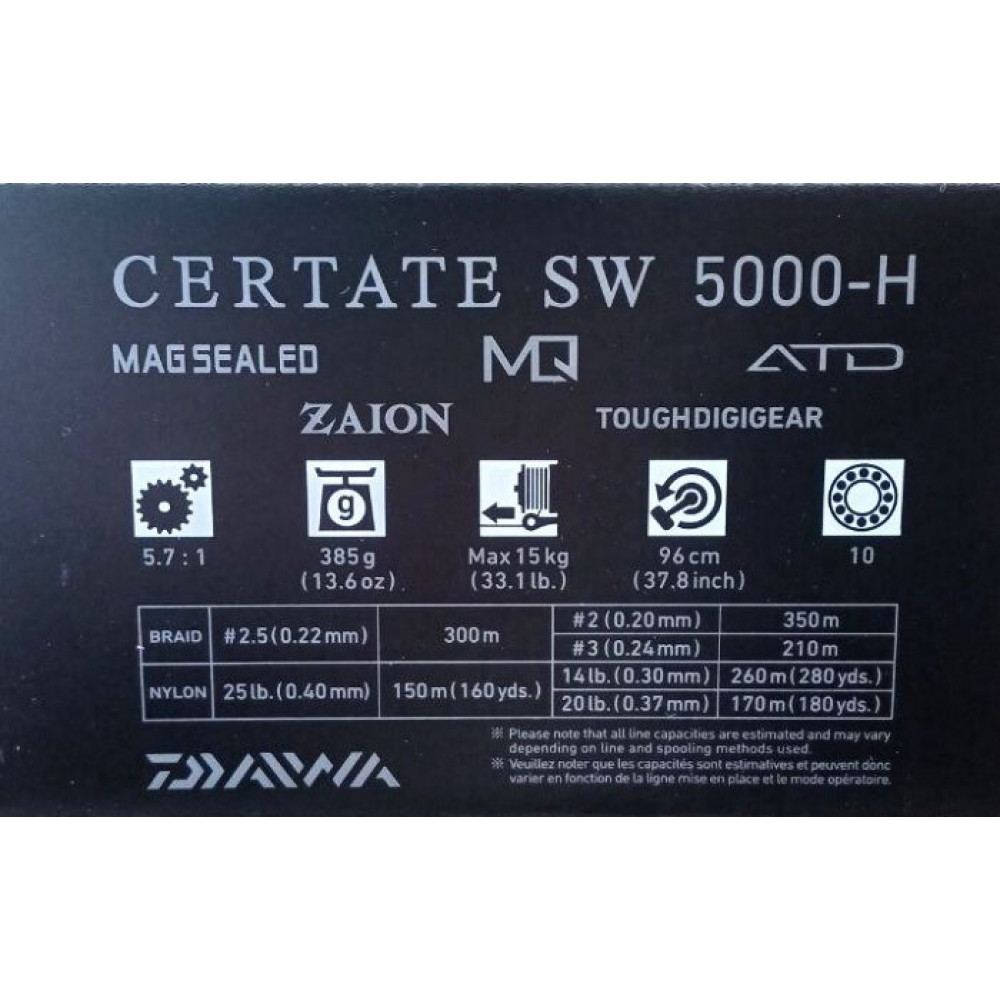 CERTATE SW 5000-H
MAGSEALED MQ ATD
ZAION TOUGHDIGIGEAR
g
5.7 : 1 385g Max 15kg 96cm 10
(13.6oz) (33.1lb.) (37.8inch)
BRAID #2.5(0.22mm) 300m #2(0.20mm) 350m
#3(0.24mm) 210m
NYLON 25lb.(0.40mm) 150m(160yds.) 14lb.(0.30mm) 260m(280yds.)
20lb.(0.37mm) 170m(180yds.)
※ Please note that all line capacities are estimated and may vary
depending on line and spooling methods used.
※ Veuillez noter que les capacités sont estimatives et peuvent donc
varier en fonction de la ligne mise en place et le mode opératoire.
DAIWA